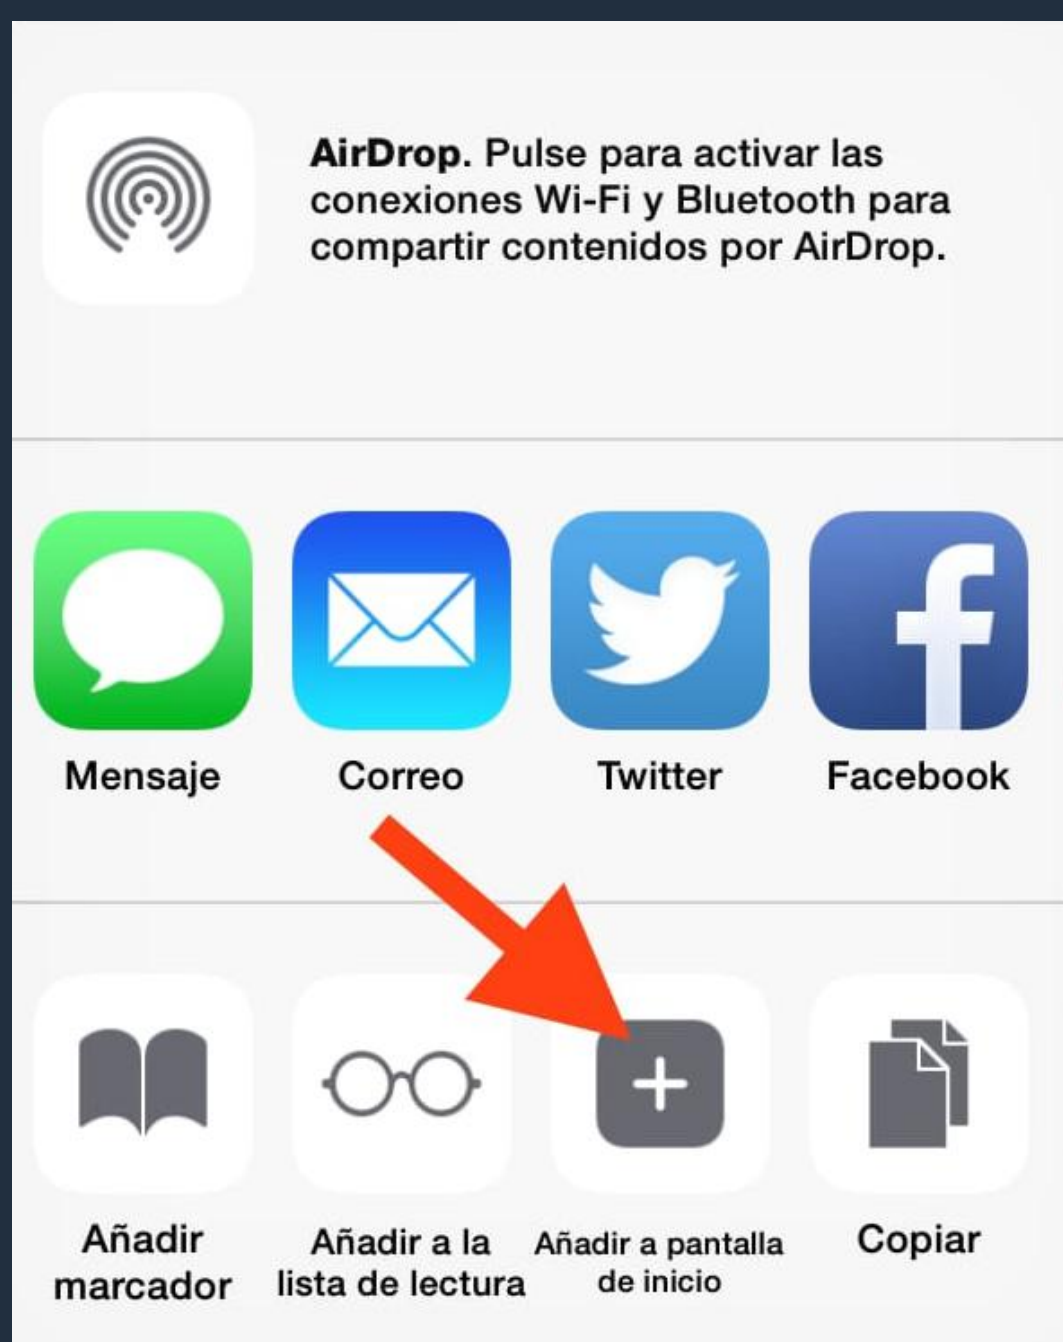 AirDrop. Pulse para activar las
conexiones Wi-Fi y Bluetooth para
compartir contenidos por AirDrop.
Mensaje
Correo
Twitter
Facebook
Añadir
marcador
Añadir a la
lista de lectura
Añadir a pantalla
de inicio
Copiar